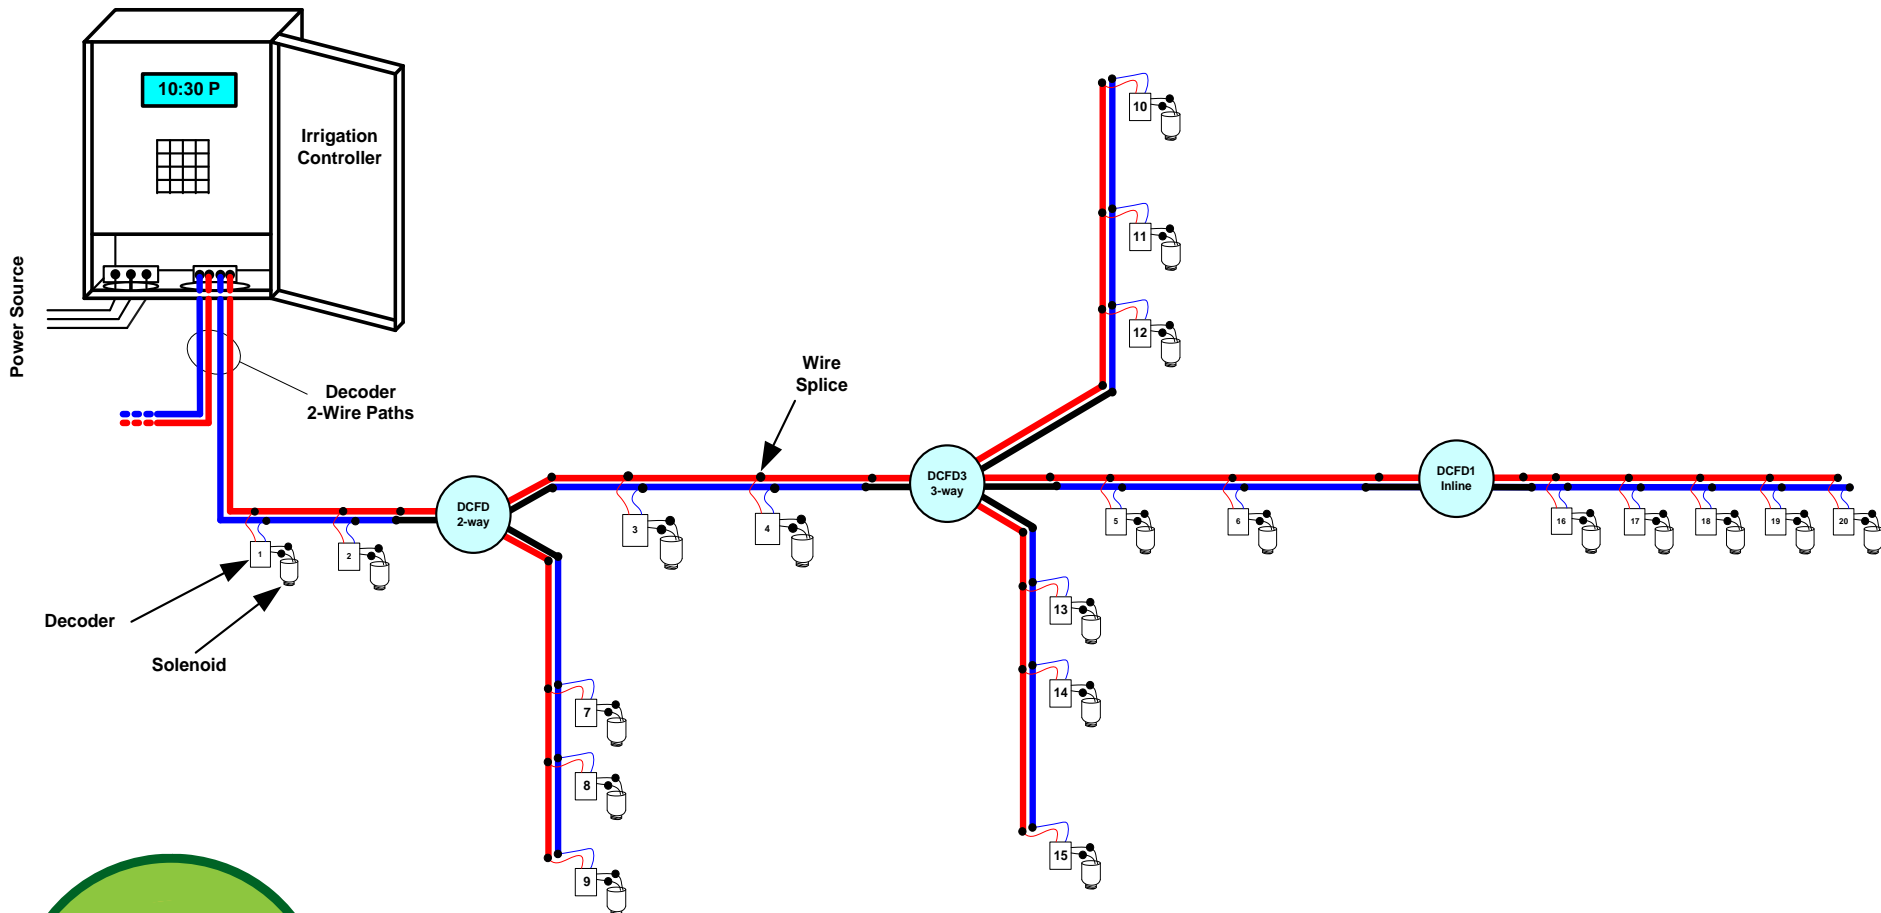 10:30 P
Irrigation
Controller
Power Source
Decoder
2-Wire Paths
Wire
Splice
DCFD
2-way
DCFD3
3-way
DCFD1
Inline
Decoder
Solenoid
1
2
3
4
5
6
7
8
9
10
11
12
13
14
15
16
17
18
19
20